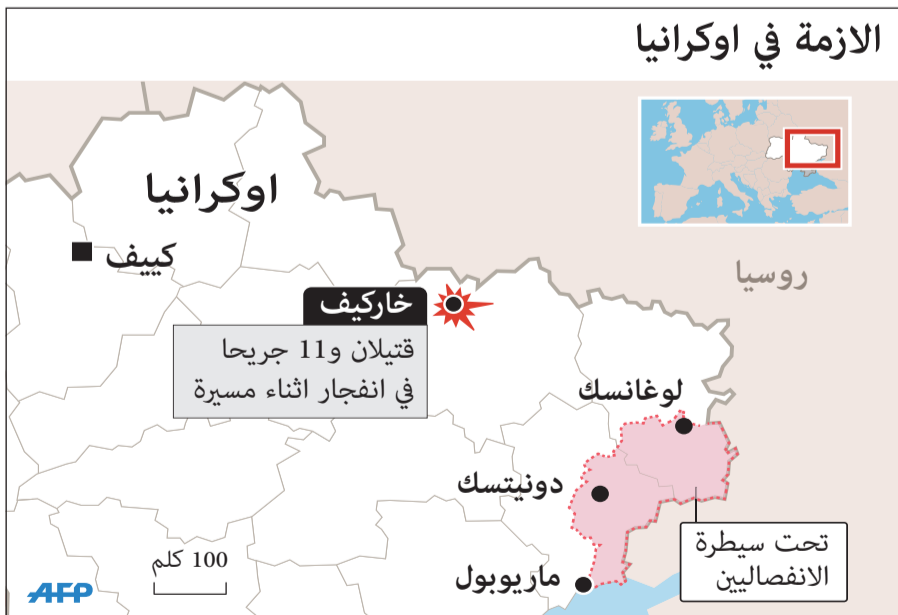 الازمة في اوكرانيا
اوكرانيا
كييف
روسيا
خاركيف
قتيلان و11 جريحا
في انفجار اثناء مسيرة
لوغانسك
دونيتسك
تحت سيطرة
الانفصاليين
ماريوبول
100 كلم
AFP